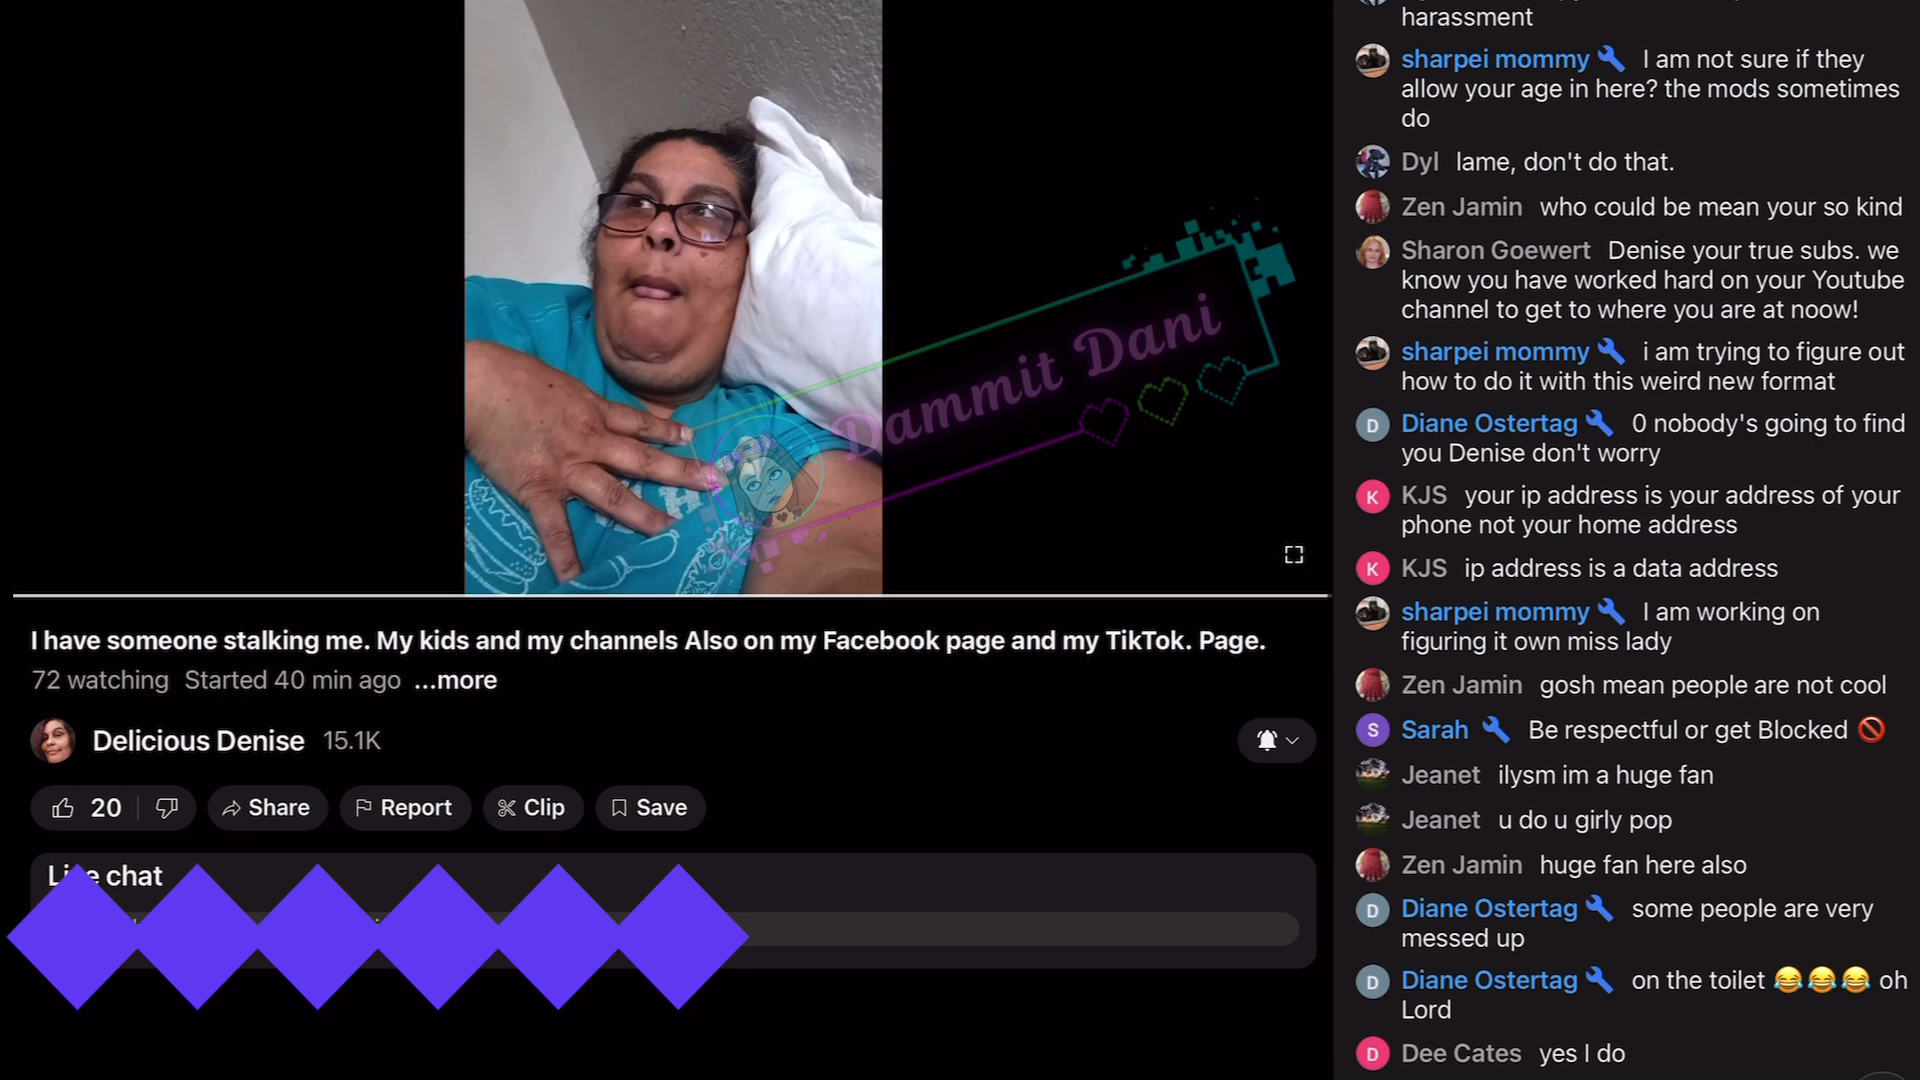 Dammit Dani
I have someone stalking me. My kids and my channels Also on my Facebook page and my TikTok. Page.
72 watching Started 40 min ago ...more
Delicious Denise 15.1K
20 Share Report Clip Save
chat
harassment
sharpei mommy I am not sure if they
allow your age in here? the mods sometimes
do
Dyl lame, don't do that.
Zen Jamin who could be mean your so kind
Sharon Goewert Denise your true subs. we
know you have worked hard on your Youtube
channel to get to where you are at noow!
sharpei mommy i am trying to figure out
how to do it with this weird new format
D Diane Ostertag 0 nobody's going to find
you Denise don't worry
K KJS your ip address is your address of your
phone not your home address
K KJS ip address is a data address
sharpei mommy I am working on
figuring it own miss lady
Zen Jamin gosh mean people are not cool
S Sarah Be respectful or get Blocked 🚫
Jeanet ilysm im a huge fan
Jeanet u do u girly pop
Zen Jamin huge fan here also
D Diane Ostertag some people are very
messed up
D Diane Ostertag on the toilet 😂😂😂 oh
Lord
D Dee Cates yes I do